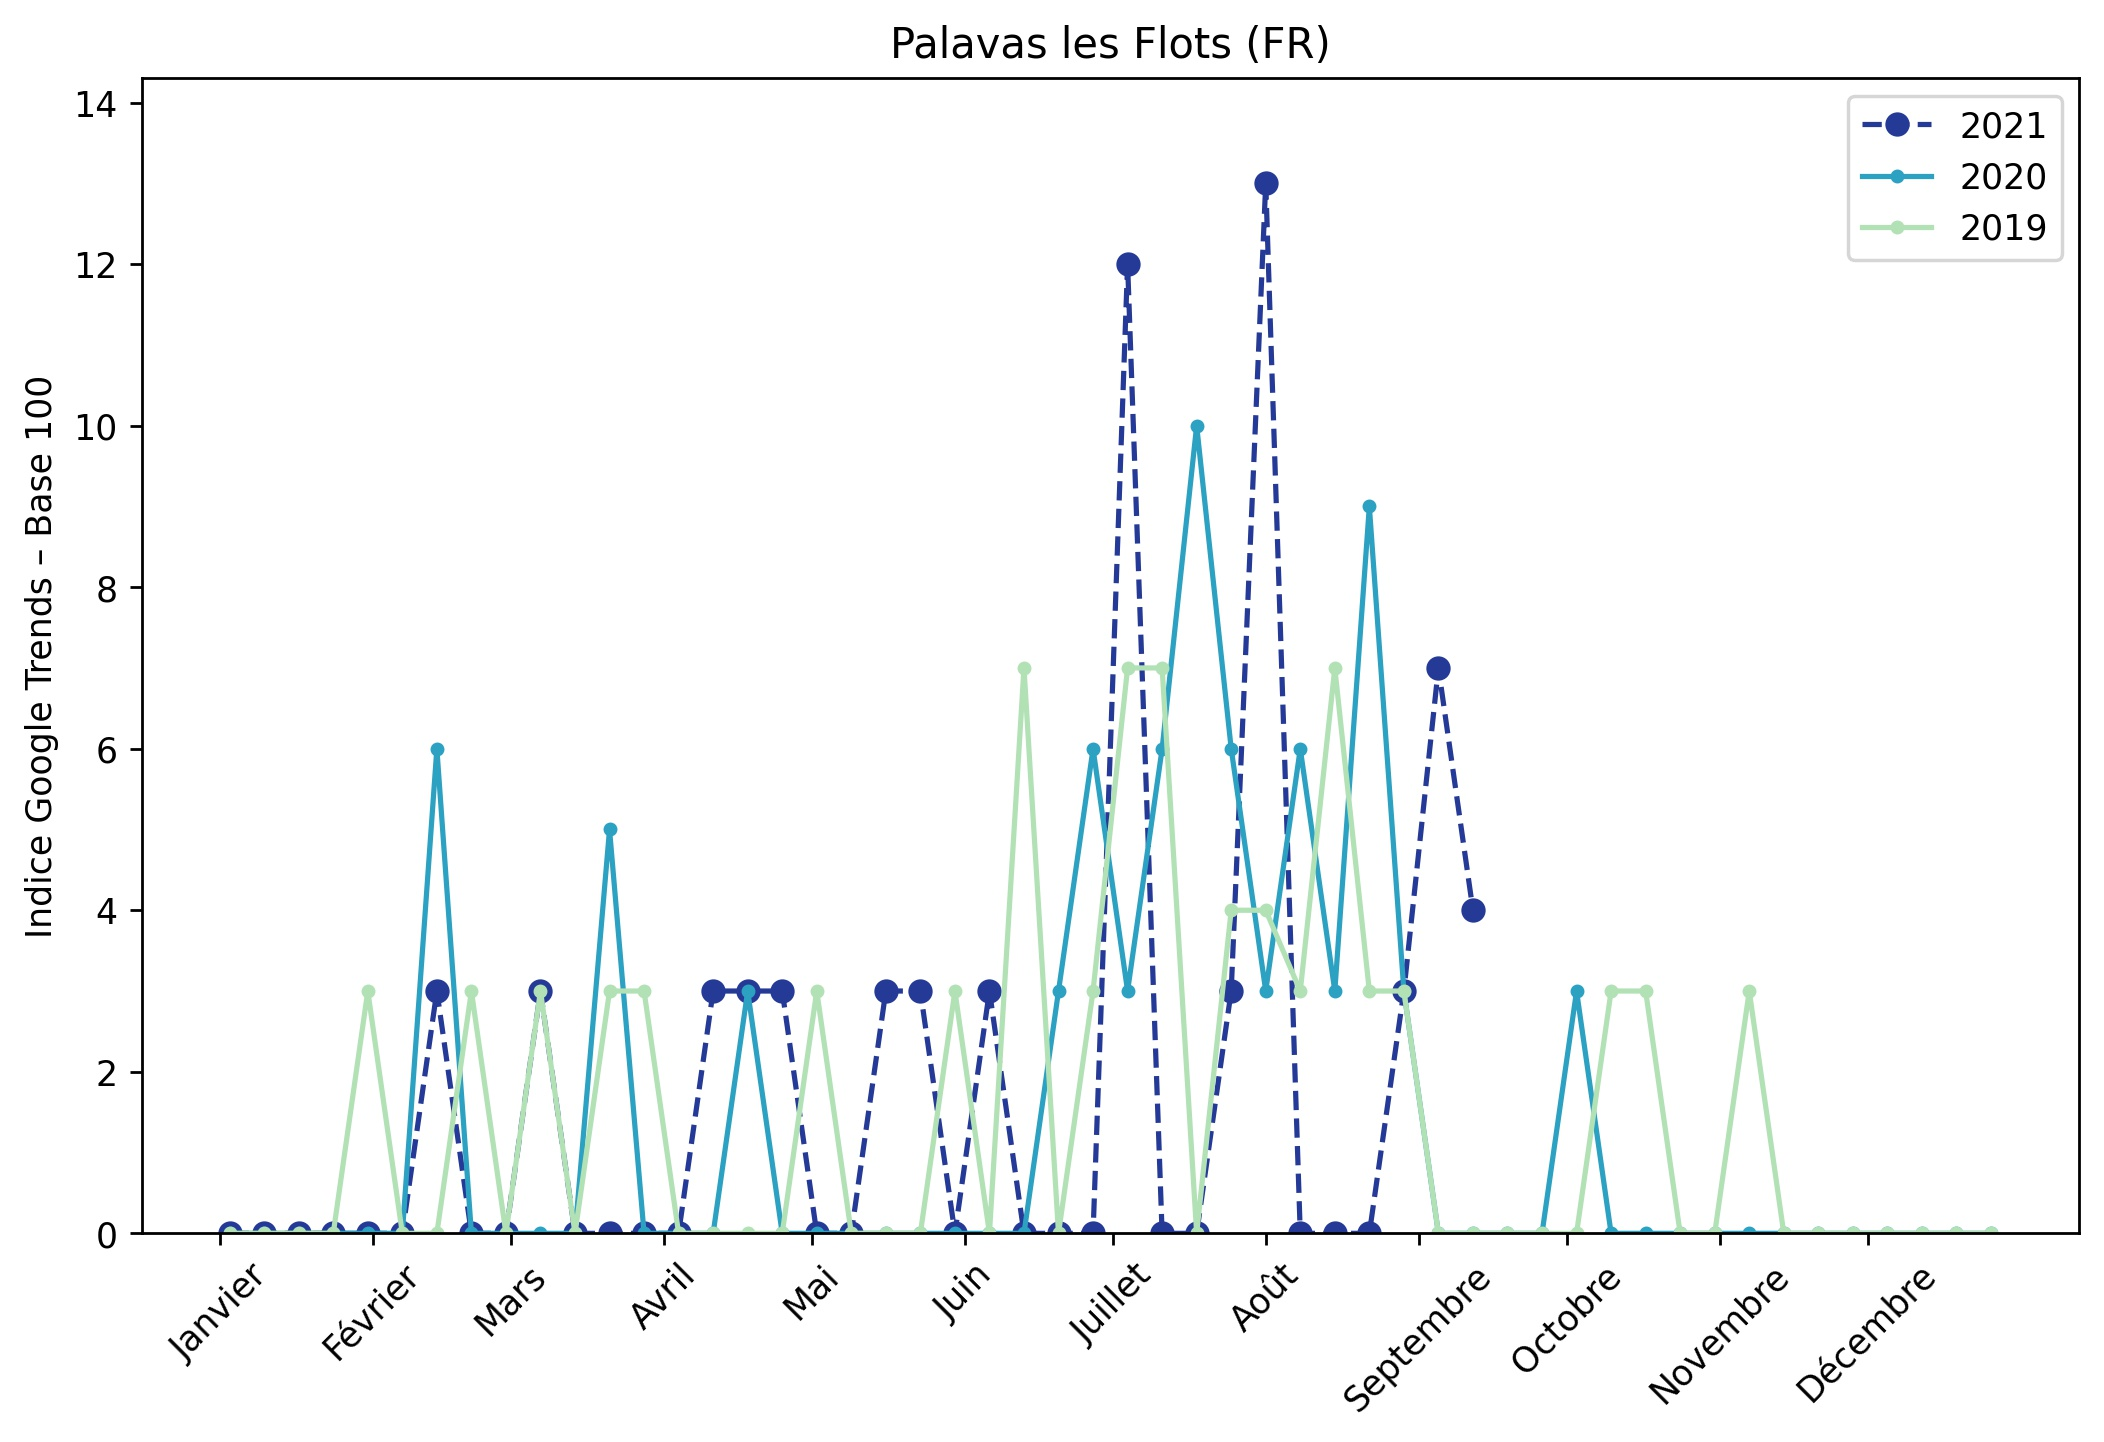 Palavas les Flots (FR)
Indice Google Trends – Base 100
14
12
10
8
6
4
2
0
2021
2020
2019
Janvier
Février
Mars
Avril
Mai
Juin
Juillet
Août
Septembre
Octobre
Novembre
Décembre